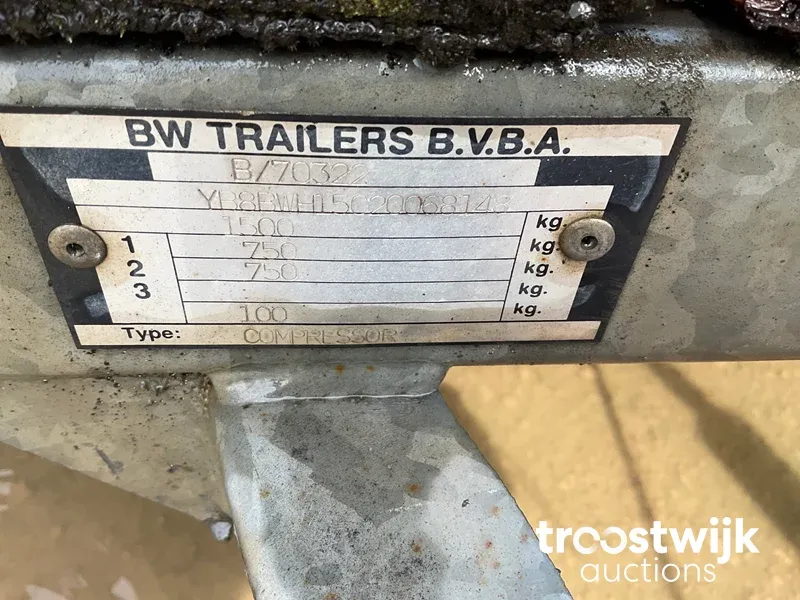 BW TRAILERS B.V.B.A.
B/70322
1500 kg.
1 750 kg.
2 750 kg.
3 kg.
100 kg.
Type: COMPRESSOR
troostwijk
auctions